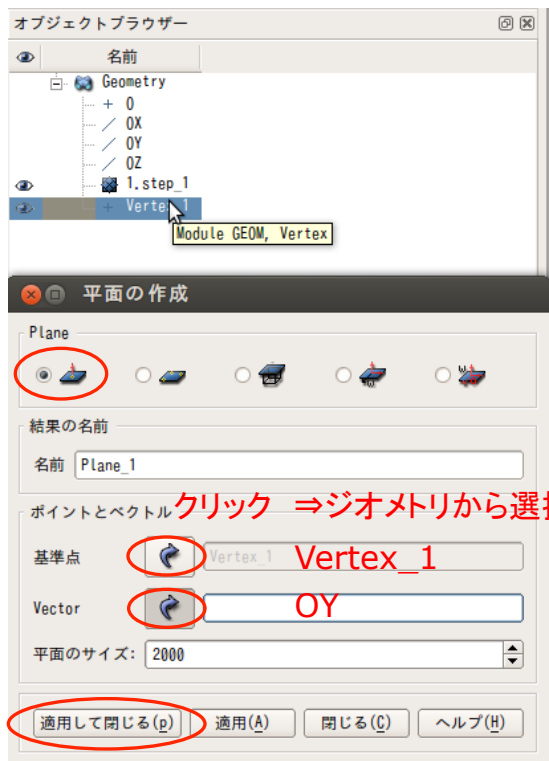 オブジェクトブラウザー
名前
Geometry
O
OX
OY
OZ
1.step_1
Vertex_1
Module GEOM, Vertex
平面の作成
Plane
結果の名前
名前 Plane_1
ポイントとベクトル クリック ⇒ジオメトリから選択
基準点 Vertex_1 Vertex_1
Vector OY
平面のサイズ: 2000
適用して閉じる(p) 適用(A) 閉じる(C) ヘルプ(H)